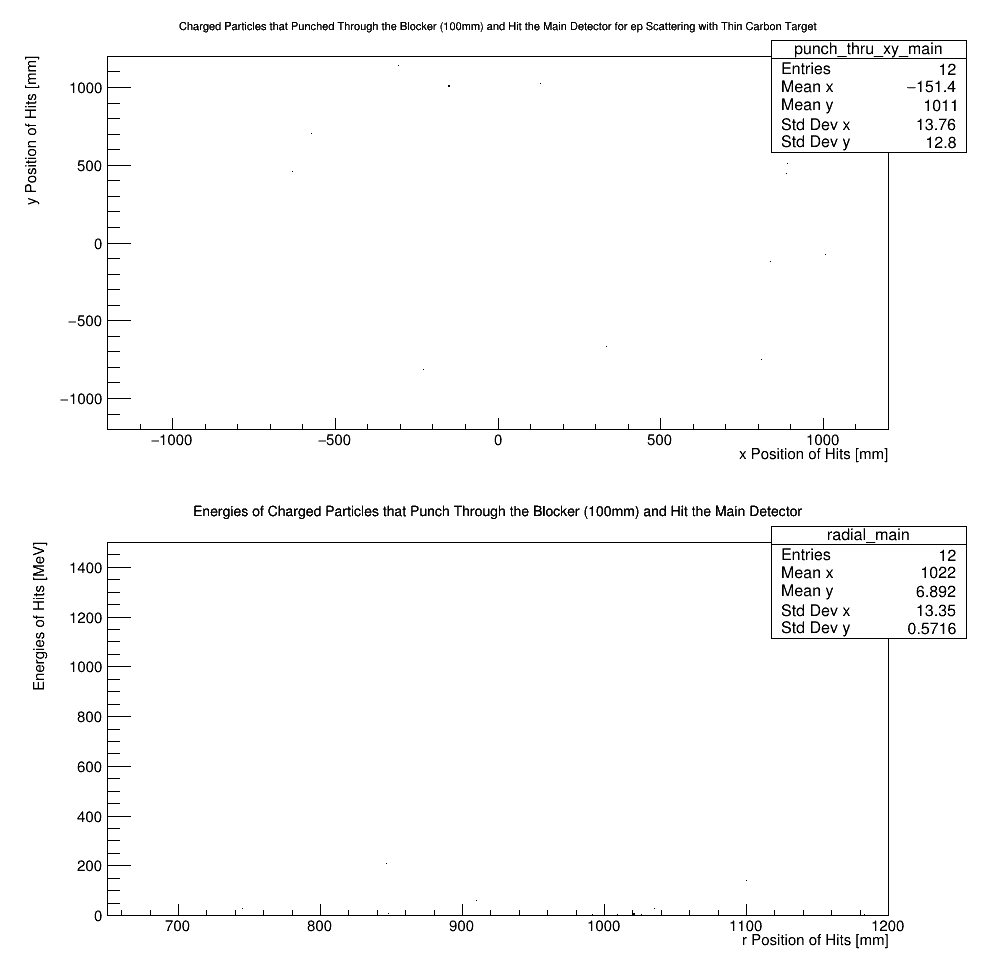 Charged Particles that Punched Through the Blocker (100mm) and Hit the Main Detector for ep Scattering with Thin Carbon Target
punch_thru_xy_main
Entries 12
Mean x −151.4
Mean y 1011
Std Dev x 13.76
Std Dev y 12.8
y Position of Hits [mm]
1000
500
0
−500
−1000
−1000 −500 0 500 1000
x Position of Hits [mm]
Energies of Charged Particles that Punch Through the Blocker (100mm) and Hit the Main Detector
radial_main
Entries 12
Mean x 1022
Mean y 6.892
Std Dev x 13.35
Std Dev y 0.5716
Energies of Hits [MeV]
1400
1200
1000
800
600
400
200
0
700 800 900 1000 1100 1200
r Position of Hits [mm]